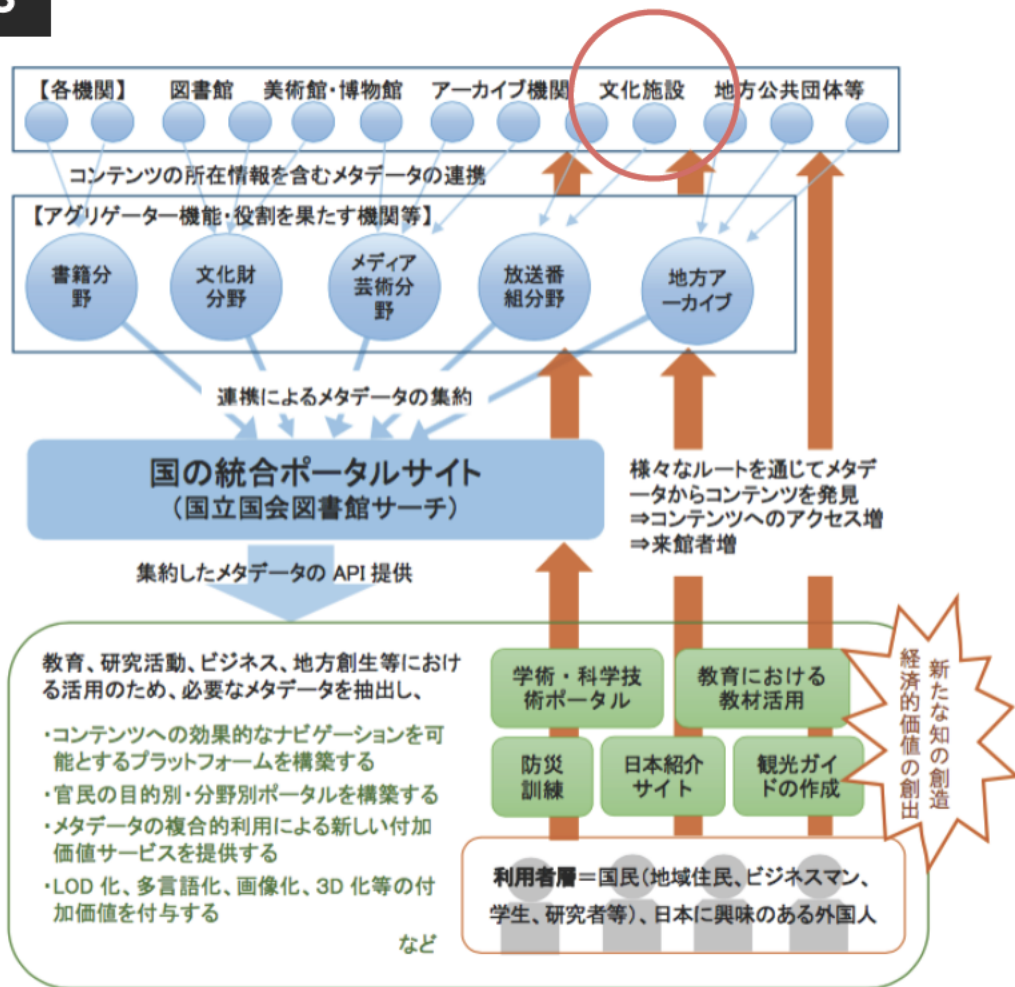 【各機関】 図書館 美術館・博物館 アーカイブ機関 文化施設 地方公共団体等
コンテンツの所在情報を含むメタデータの連携
【アグリゲーター機能・役割を果たす機関等】
書籍分
野
文化財
分野
メディア
芸術分
野
放送番
組分野
地方ア
ーカイブ
連携によるメタデータの集約
国の統合ポータルサイト
（国立国会図書館サーチ）
様々なルートを通じてメタデ
ータからコンテンツを発見
⇒コンテンツへのアクセス増
⇒来館者増
集約したメタデータの API 提供
教育、研究活動、ビジネス、地方創生等におけ
る活用のため、必要なメタデータを抽出し、
・コンテンツへの効果的なナビゲーションを可
能とするプラットフォームを構築する
・官民の目的別・分野別ポータルを構築する
・メタデータの複合的利用による新しい付加
価値サービスを提供する
・LOD 化、多言語化、画像化、3D 化等の付
加価値を付与する
など
学術・科学技
術ポータル
教育における
教材活用
防災
訓練
日本紹介
サイト
観光ガイ
ドの作成
新たな知の創造
経済的価値の創出
利用者層＝国民（地域住民、ビジネスマン、
学生、研究者等）、日本に興味のある外国人